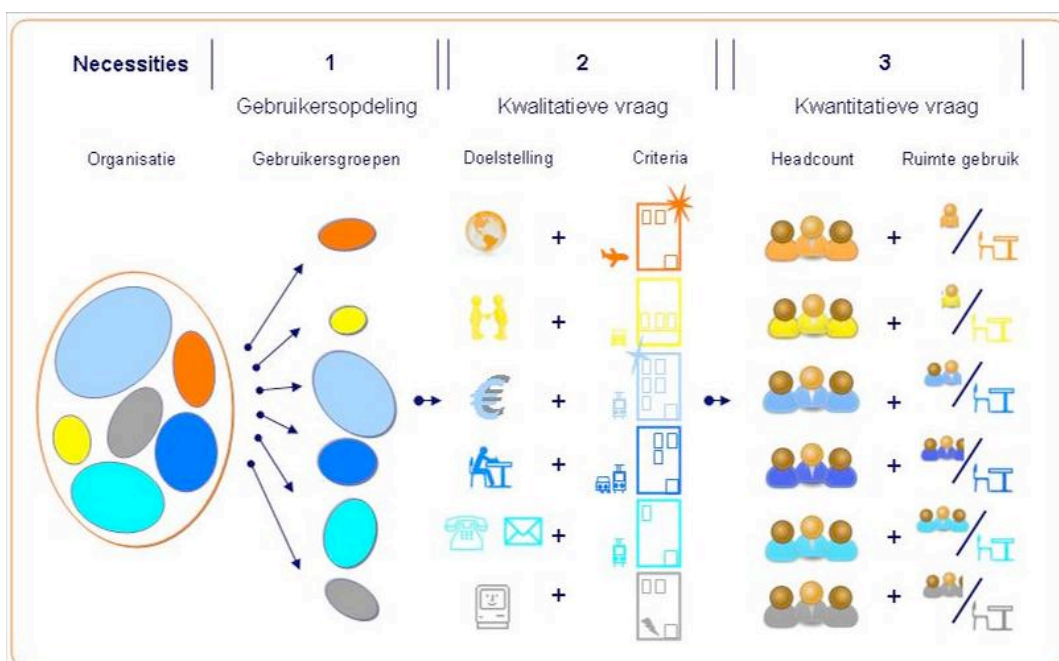 Necessities
1
2
3
Gebruikersopdeling
Kwalitatieve vraag
Kwantitatieve vraag
Organisatie
Gebruikersgroepen
Doelstelling
Criteria
Headcount
Ruimte gebruik
+ +
+ +
€ + +
+ +
+ +
+ +